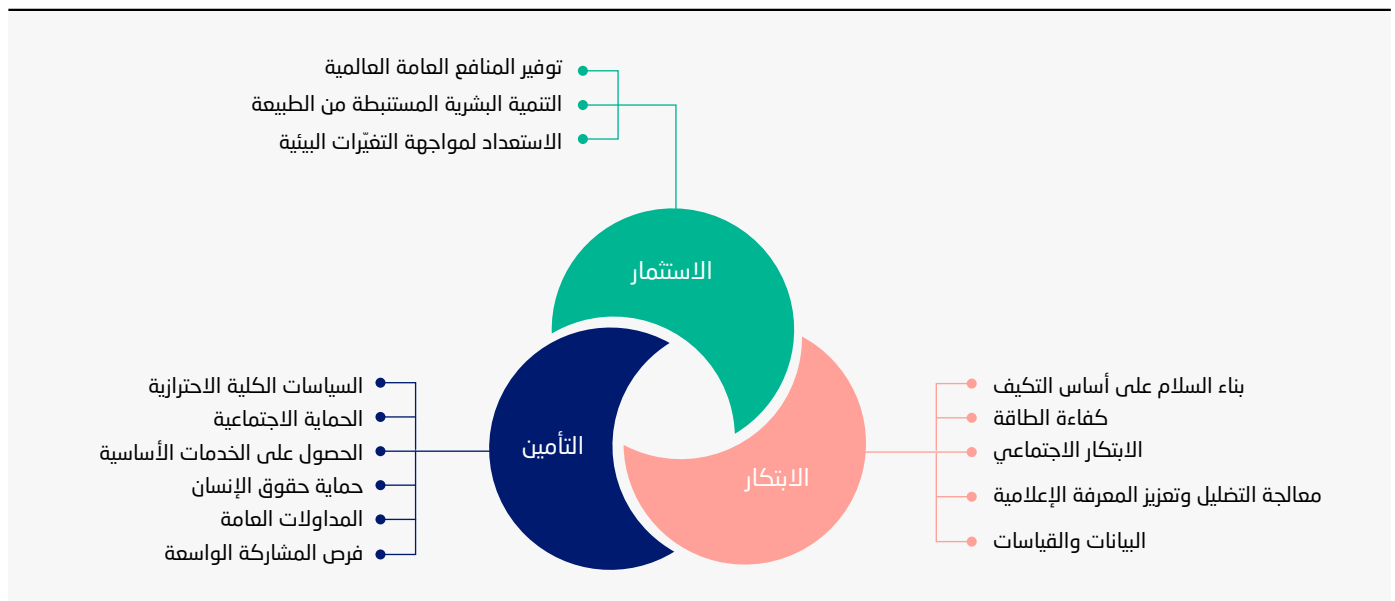 توفير المنافع العامة العالمية
التنمية البشرية المستنبطة من الطبيعة
الاستعداد لمواجهة التغيّرات البيئية
الاستثمار
الابتكار
بناء السلام على أساس التكيف
كفاءة الطاقة
الابتكار الاجتماعي
معالجة التضليل وتعزيز المعرفة الإعلامية
البيانات والقياسات
التأمين
السياسات الكلية الاحترازية
الحماية الاجتماعية
الحصول على الخدمات الأساسية
حماية حقوق الإنسان
المداولات العامة
فرص المشاركة الواسعة